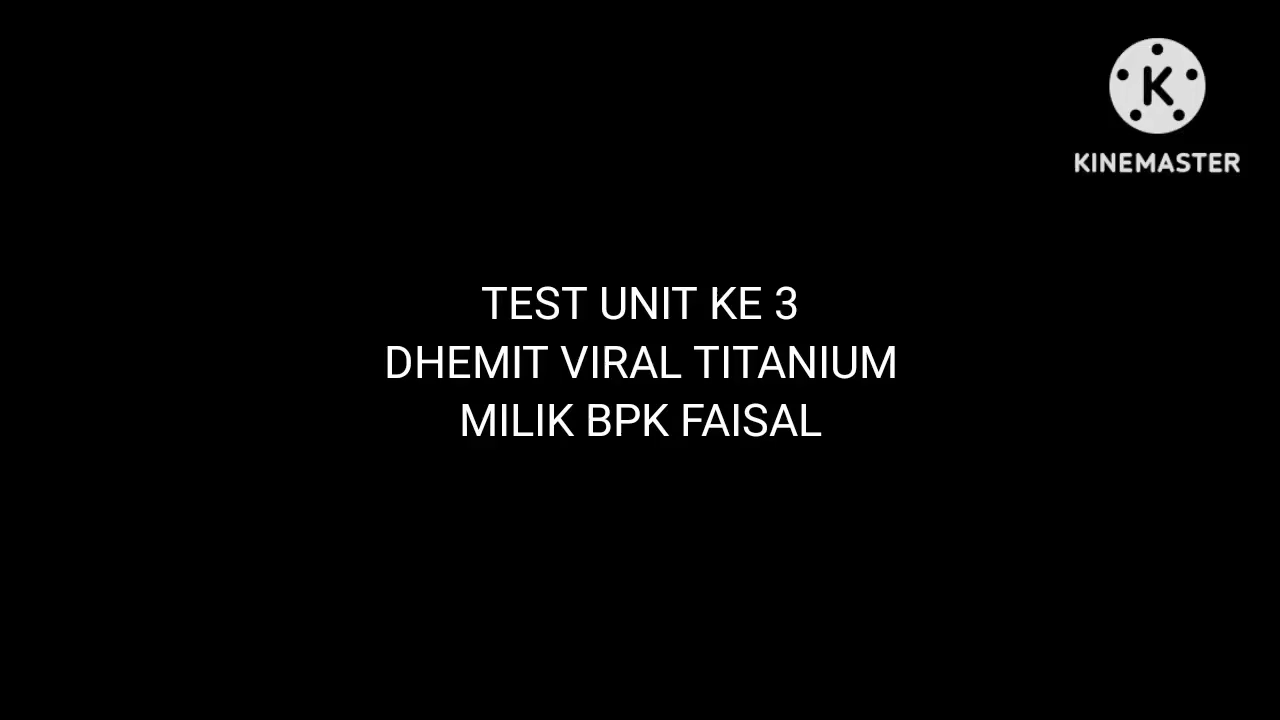 K
KINEMASTER
TEST UNIT KE 3
DHEMIT VIRAL TITANIUM
MILIK BPK FAISAL